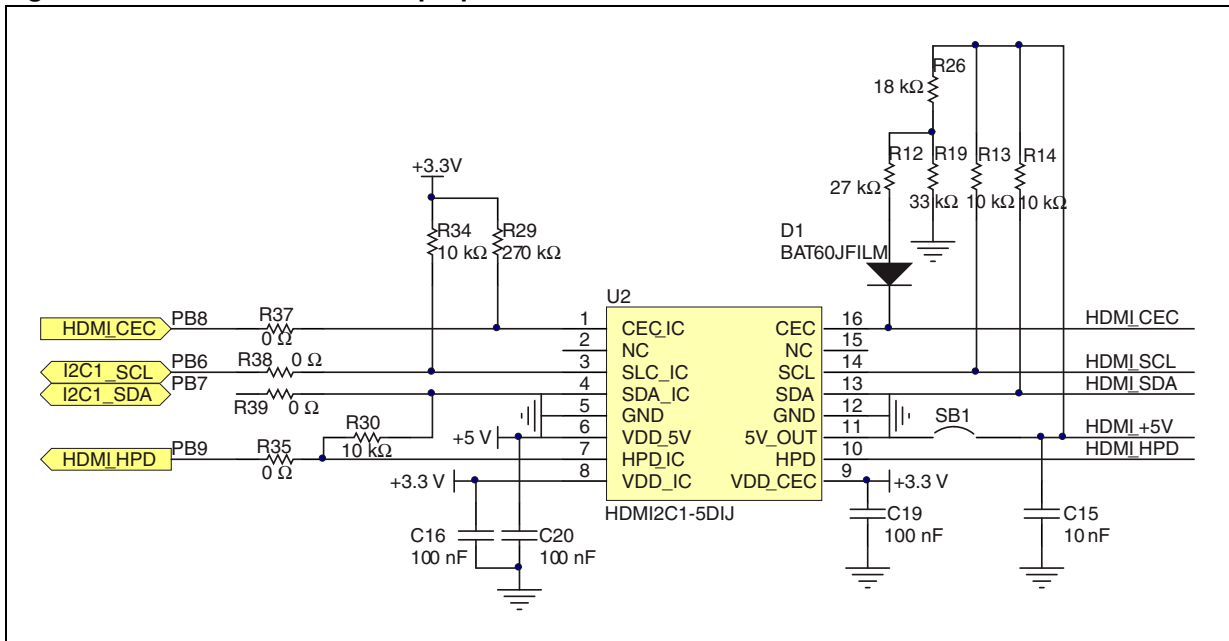 R26
18 kΩ
R12
R19
R13
R14
27 kΩ
33 kΩ
10 kΩ
10 kΩ
+3.3V
R34
10 kΩ
R29
270 kΩ
D1
BAT60JFILM
U2
HDMI_CEC
PB8
R37
0 Ω
1
CEC_IC
CEC
16
HDMI_CEC
2
NC
NC
15
I2C1_SCL
PB6
R38
0 Ω
3
SLC_IC
SCL
14
HDMI_SCL
I2C1_SDA
PB7
R39
0 Ω
4
SDA_IC
SDA
13
HDMI_SDA
5
GND
GND
12
SB1
R30
10 kΩ
+5 V
6
VDD_5V
5V_OUT
11
HDMI_+5V
HDMI_HPD
PB9
R35
0 Ω
7
HPD_IC
HPD
10
HDMI_HPD
+3.3 V
8
VDD_IC
VDD_CEC
9
+3.3 V
HDMI2C1-5DIJ
C16
100 nF
C20
100 nF
C19
100 nF
C15
10 nF